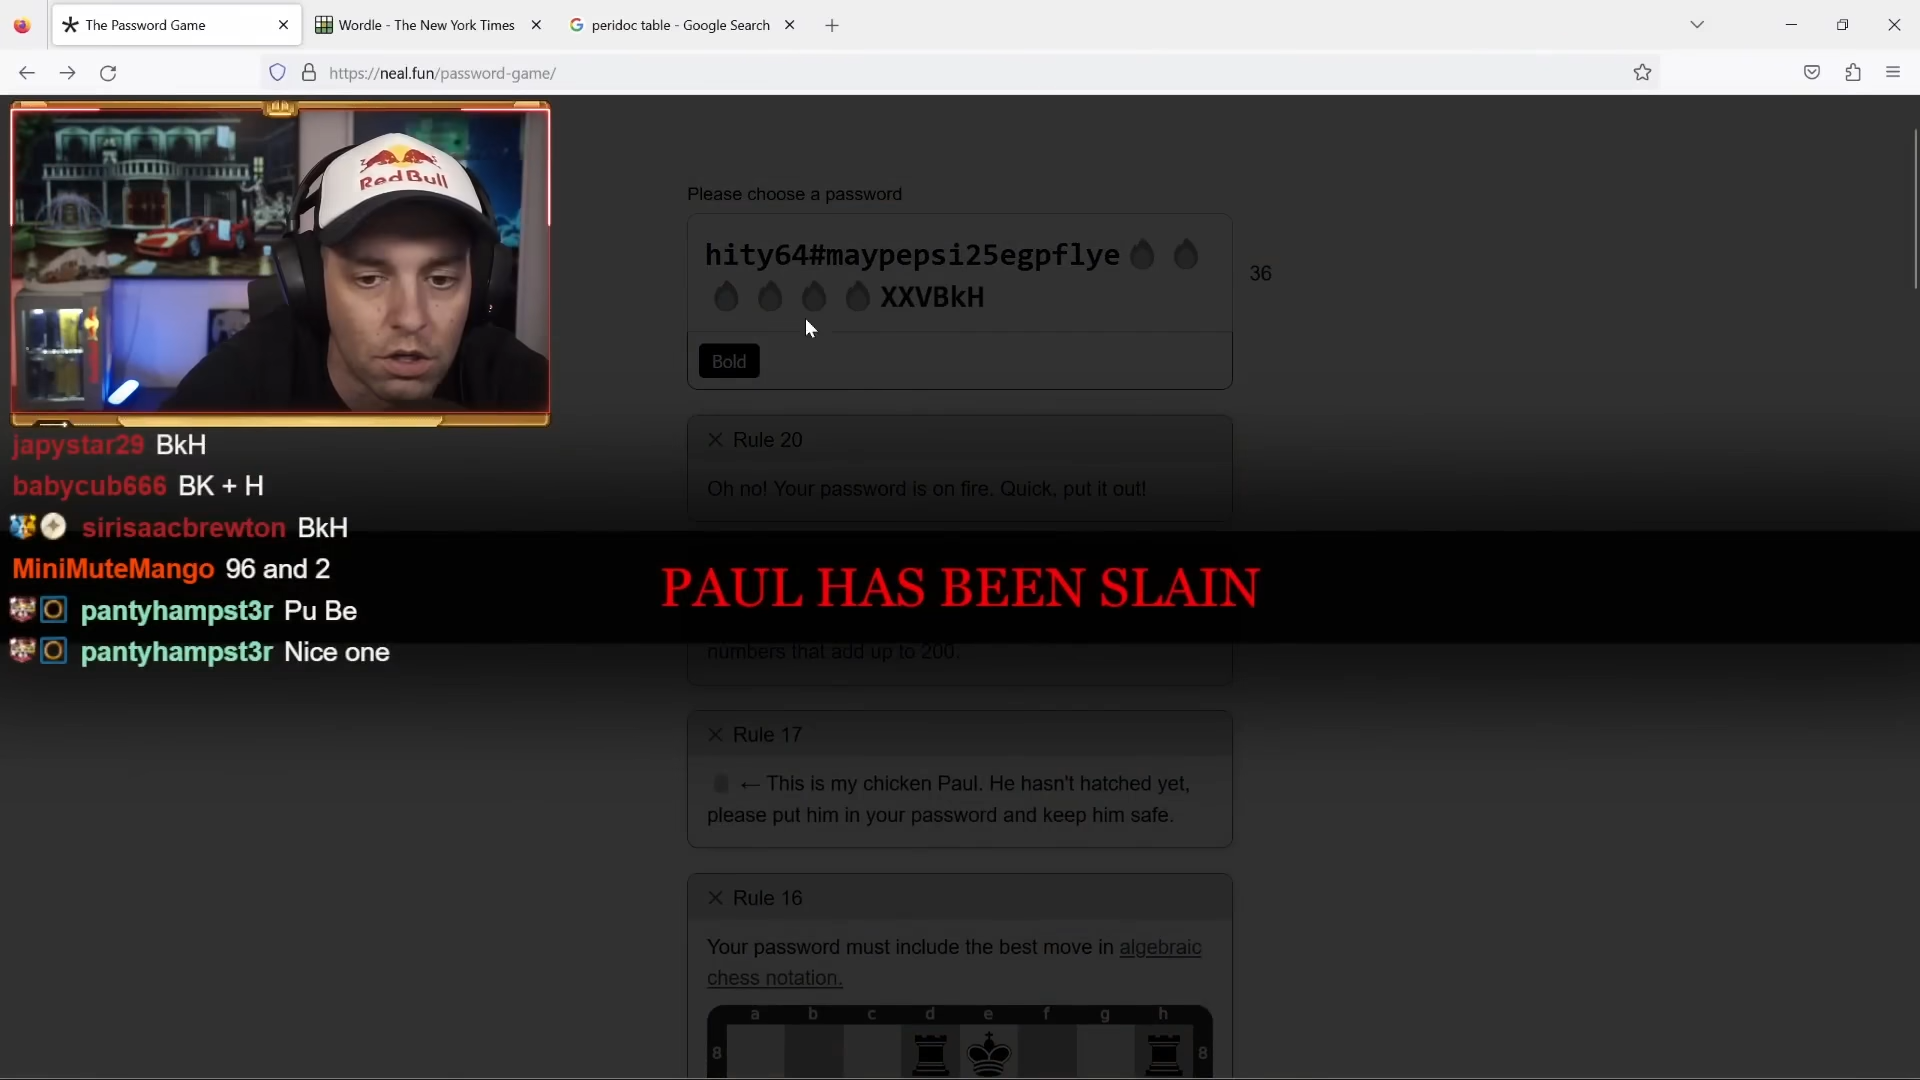 The Password Game
Wordle - The New York Times
peridoc table - Google Search
https://neal.fun/password-game/
Red Bull
Please choose a password
hity64#maypepsi25egpflye🔥🔥
🔥🔥🔥🔥XXVBkH
36
Bold
× Rule 20
Oh no! Your password is on fire. Quick, put it out!
japystar29 BkH
babycub666 BK + H
sirisaacbrewton BkH
MiniMuteMango 96 and 2
pantyhampst3r Pu Be
pantyhampst3r Nice one
PAUL HAS BEEN SLAIN
numbers that add up to 200.
× Rule 17
🥚 ← This is my chicken Paul. He hasn't hatched yet,
please put him in your password and keep him safe.
× Rule 16
Your password must include the best move in algebraic
chess notation.
a b c d e f g h
8 8